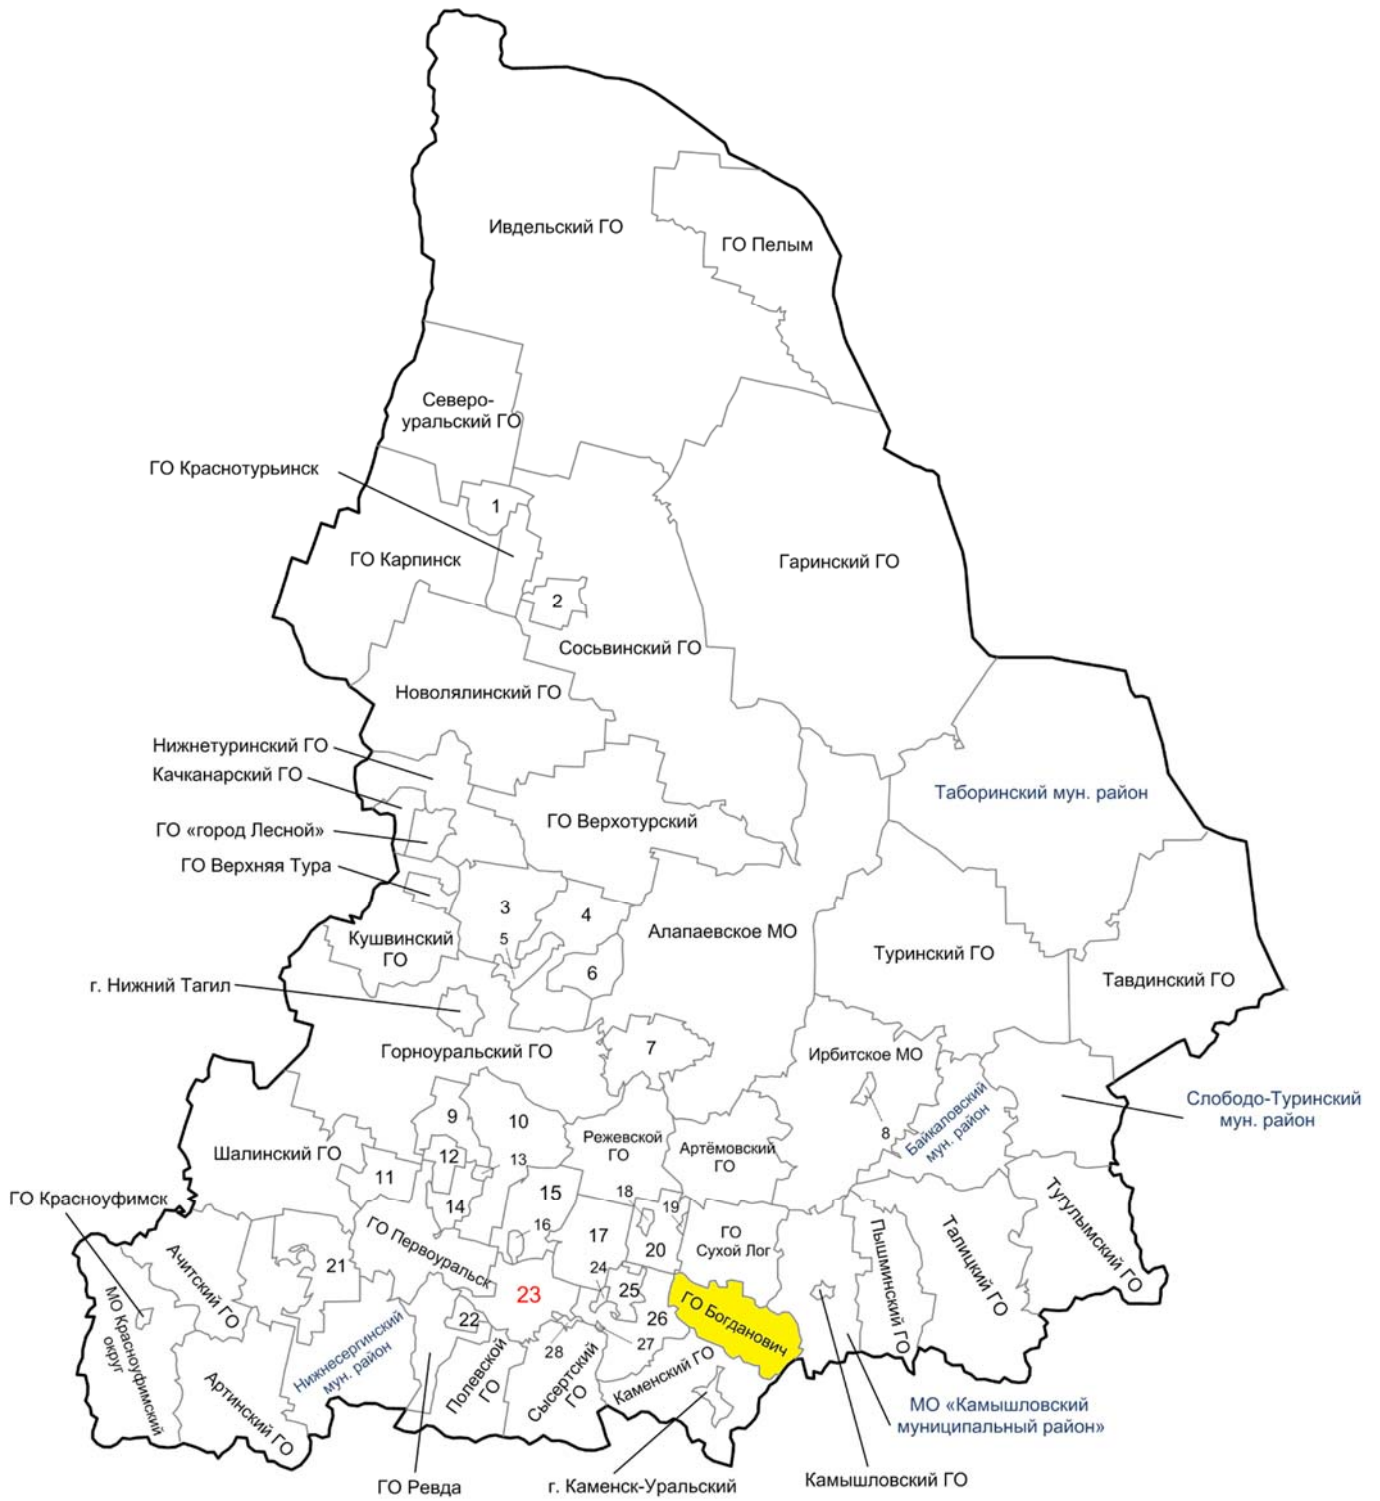 Ивдельский ГО
ГО Пелым
Северо-
уральский ГО
ГО Краснотурьинск
1
ГО Карпинск
Гаринский ГО
2
Сосьвинский ГО
Новолялинский ГО
Нижнетуринский ГО
Качканарский ГО
Таборинский мун. район
ГО «город Лесной»
ГО Верхотурский
ГО Верхняя Тура
3
4
Кушвинский
ГО
5
Алапаевское МО
Туринский ГО
6
Тавдинский ГО
г. Нижний Тагил
Горноуральский ГО
7
Ирбитское МО
Слободо-Туринский
мун. район
Байкаловский
мун. район
8
9
10
Режевской
ГО
Артёмовский
ГО
Шалинский ГО
12
13
11
15
ГО Красноуфимск
14
16
18
19
17
20
ГО
Сухой Лог
Пышминский ГО
Талицкий ГО
Тугулымский ГО
ГО Первоуральск
Ачитский ГО
21
23
24
25
26
ГО Богданович
22
27
28
МО Красноуфимский
округ
Артинский ГО
Нижнесергинский
мун. район
Полевской
ГО
Сысертский
ГО
Каменский ГО
МО «Камышловский
муниципальный район»
ГО Ревда
г. Каменск-Уральский
Камышловский ГО